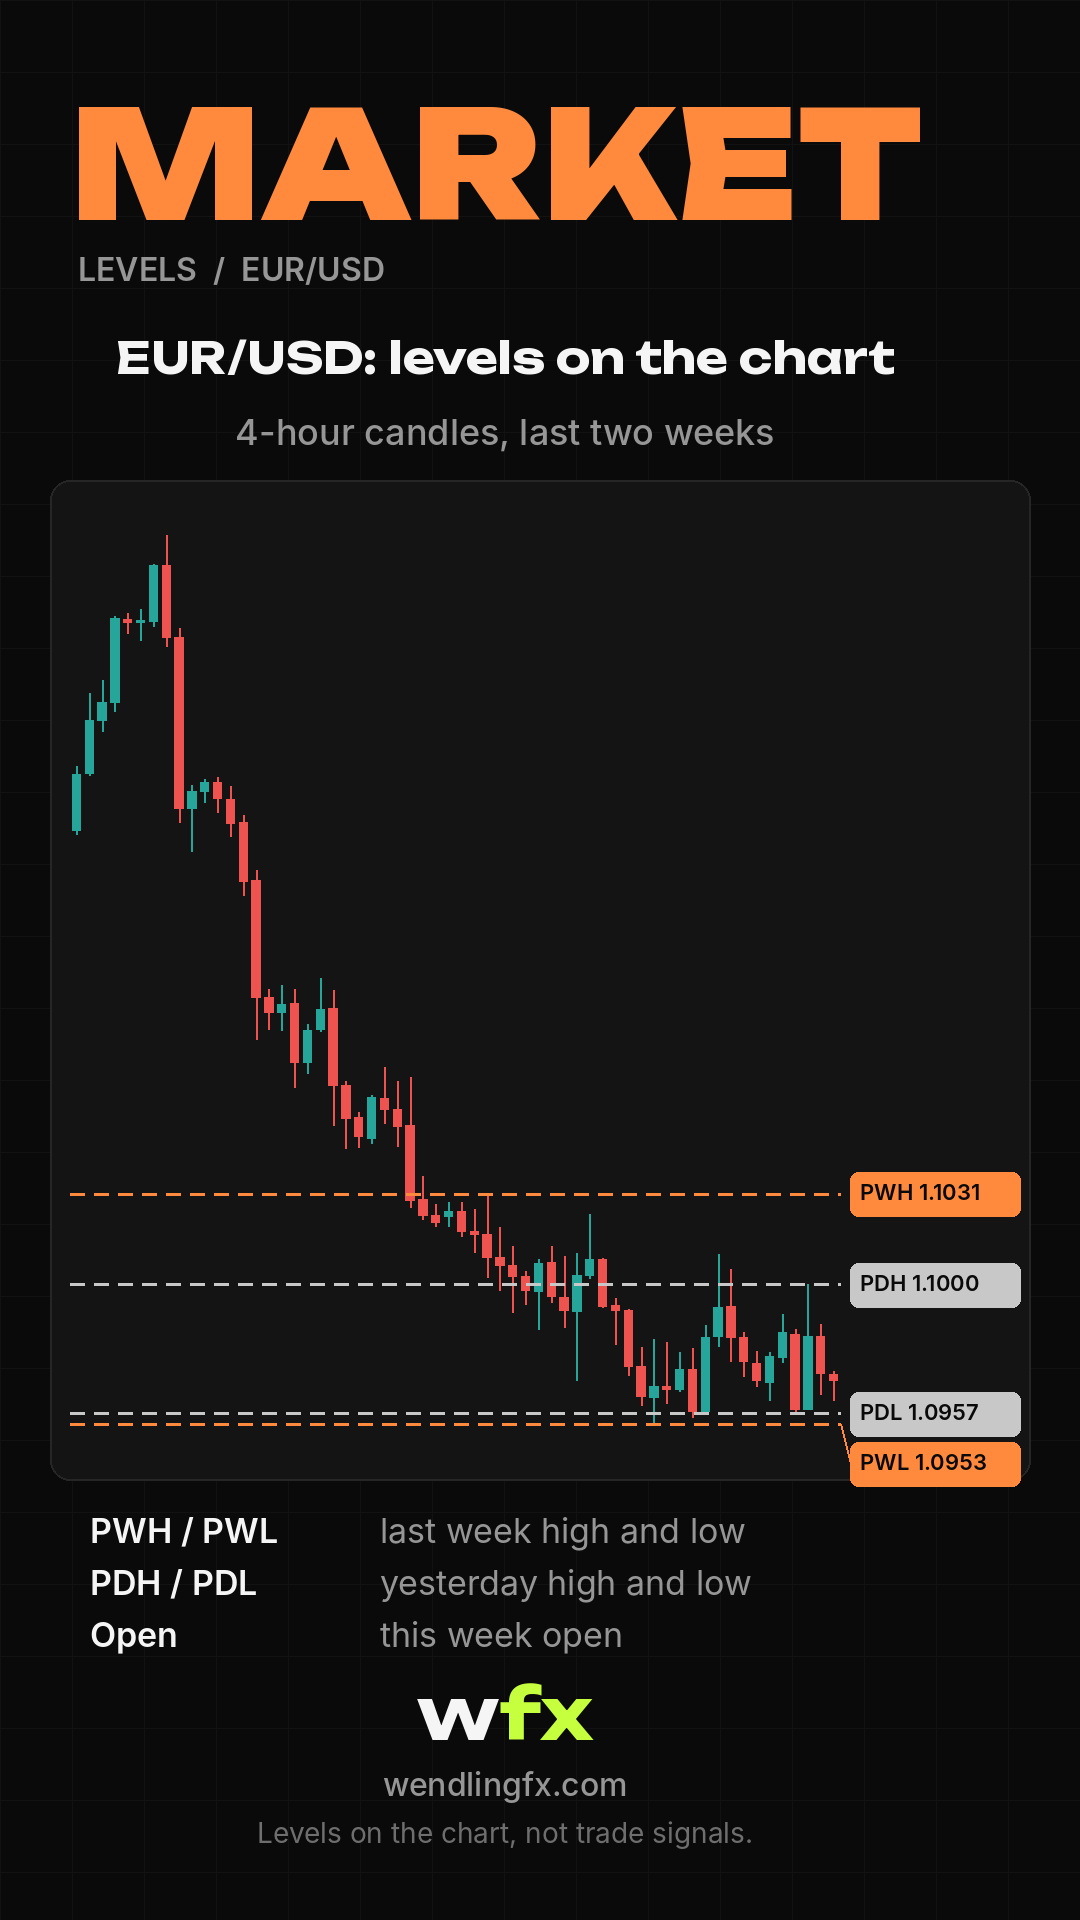 MARKET
LEVELS / EUR/USD
EUR/USD: levels on the chart
4-hour candles, last two weeks
PWH 1.1031
PDH 1.1000
PDL 1.0957
PWL 1.0953
PWH / PWL last week high and low
PDH / PDL yesterday high and low
Open this week open
wfx
wendlingfx.com
Levels on the chart, not trade signals.